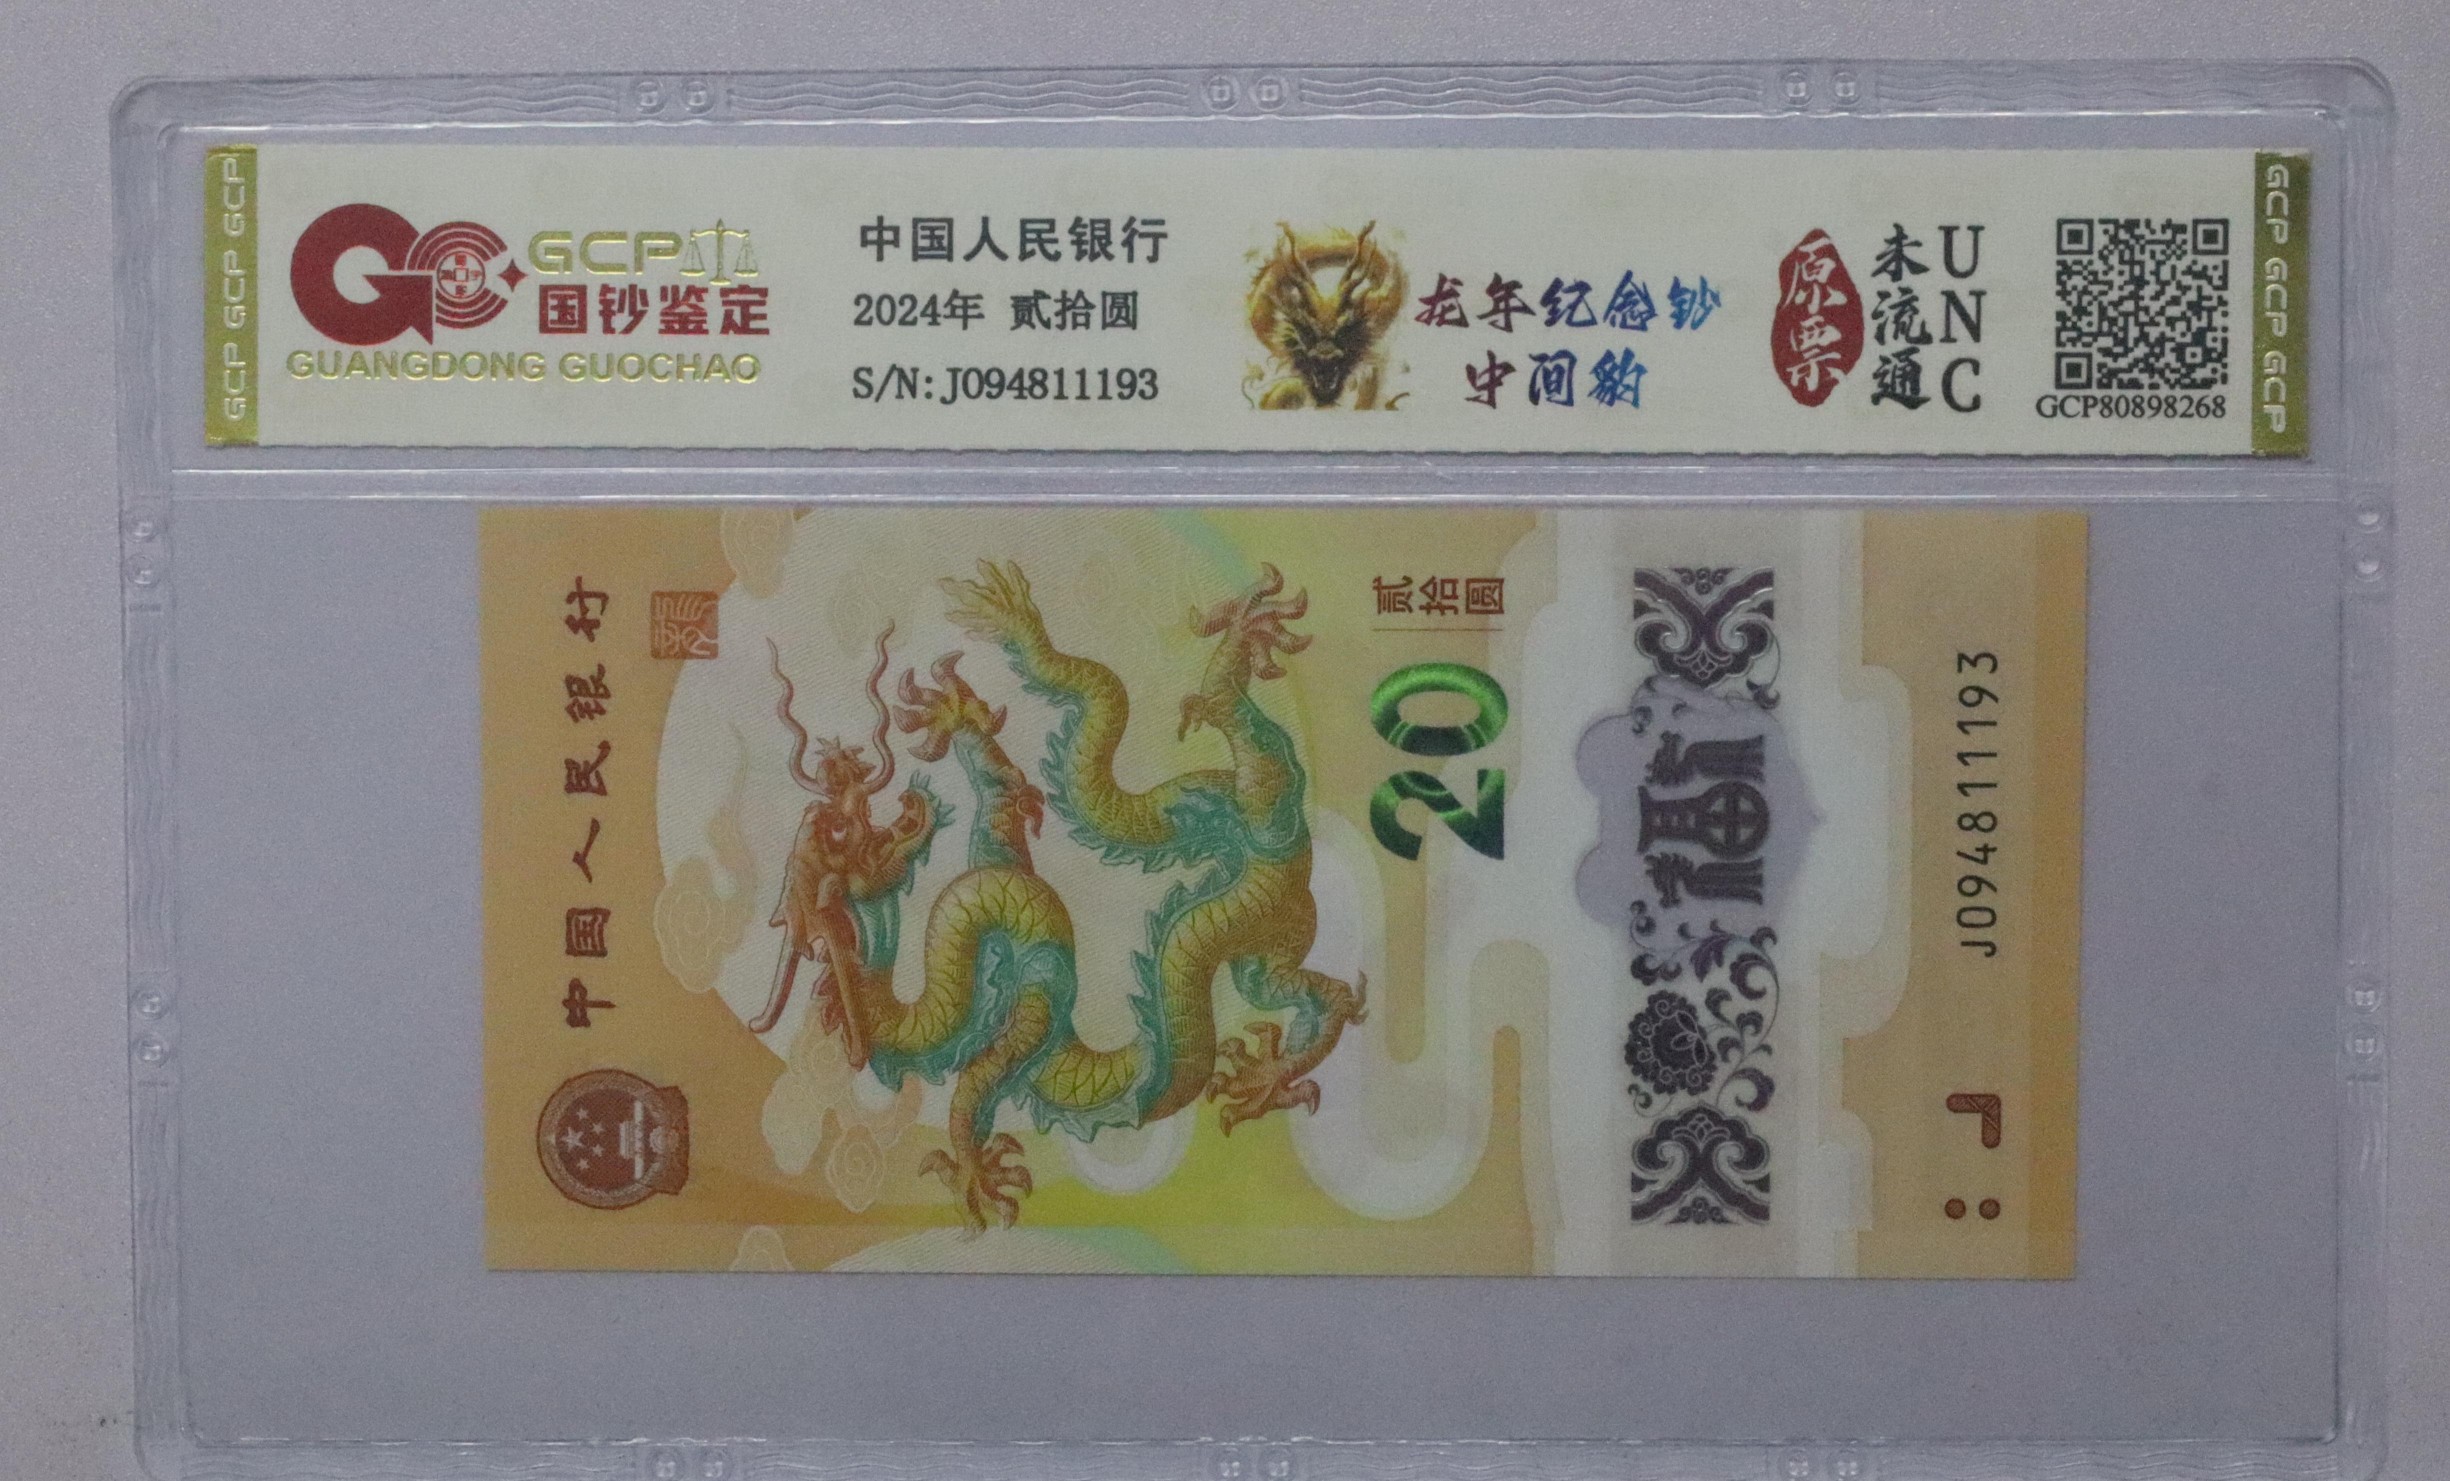 GCP GCP GCP
GCP
国钞鉴定
GUANGDONG GUOCHAO
中国人民银行
2024年 贰拾圆
S/N:J094811193
龙年纪念钞
中间豹
原票
未流通
UNC
GCP80898268
GCP GCP GCP
中国人民银行
贰拾圆
20
福
J094811193